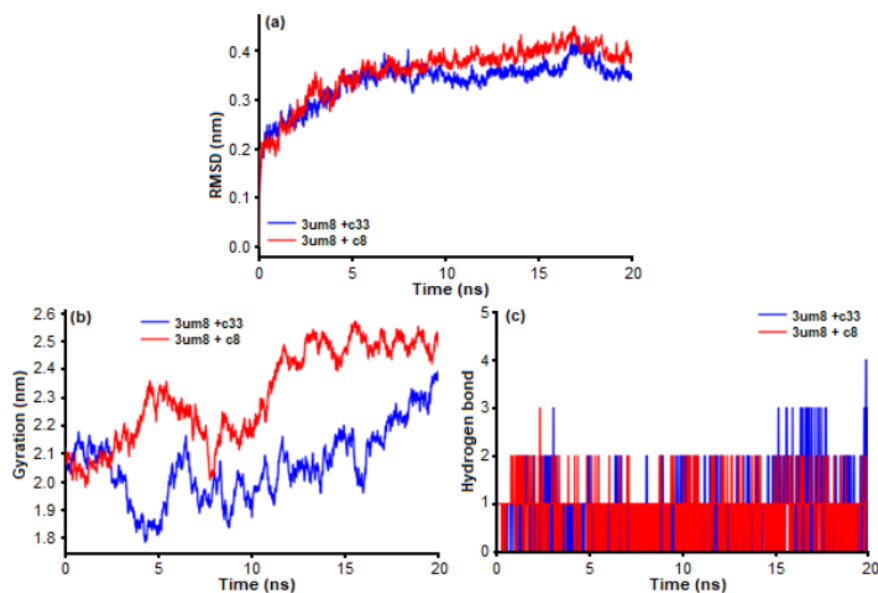 (a)
0.4
0.3
0.2
0.1
0.0
RMSD (nm)
3um8 +c33
3um8 + c8
0 5 10 15 20
Time (ns)
(b)
2.6
2.5
2.4
2.3
2.2
2.1
2.0
1.9
1.8
Gyration (nm)
3um8 +c33
3um8 + c8
0 5 10 15 20
Time (ns)
(c)
5
4
3
2
1
0
Hydrogen bond
3um8 +c33
3um8 + c8
0 5 10 15 20
Time (ns)